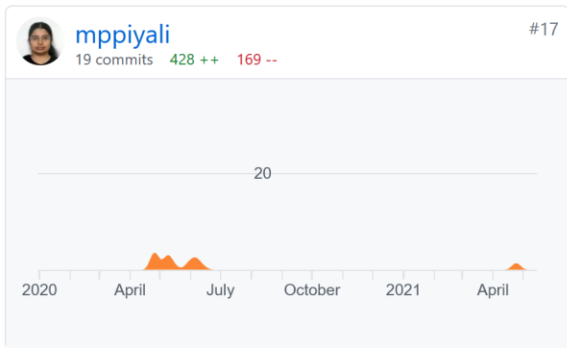 mppiyali #17
19 commits 428 ++ 169 --
20
2020 April July October 2021 April